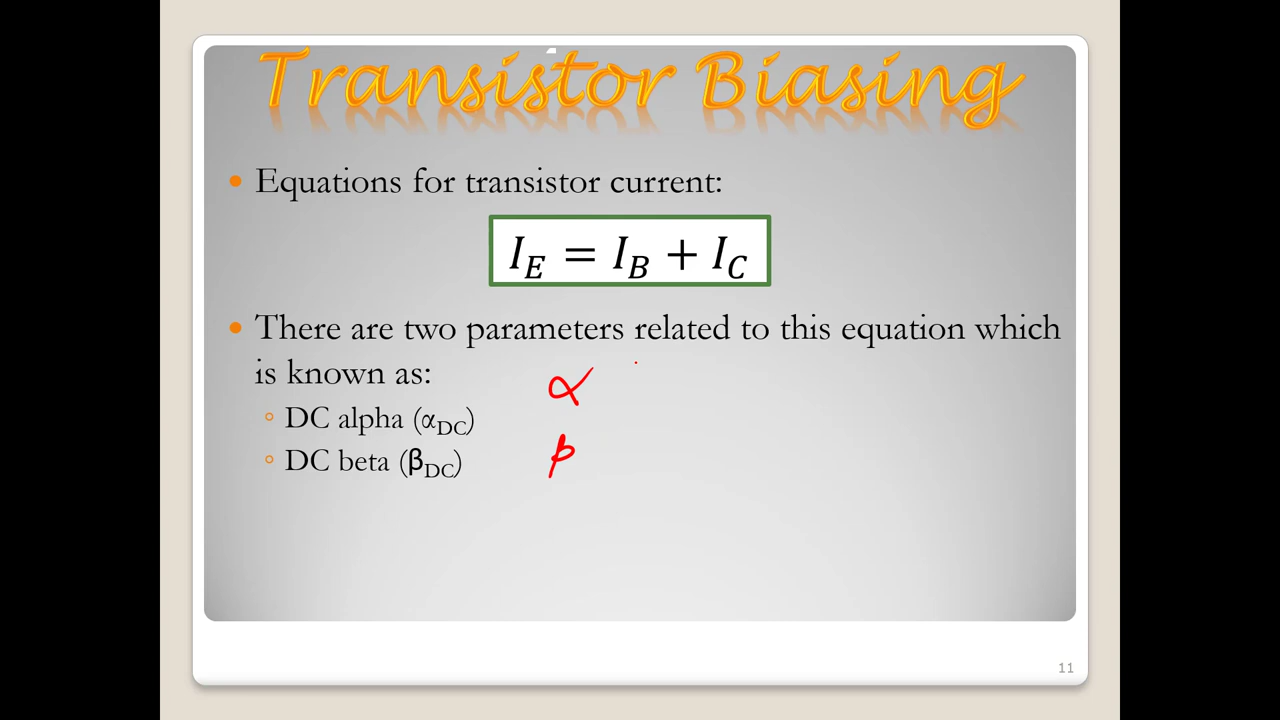 Transistor Biasing
Equations for transistor current:
I_E = I_B + I_C
There are two parameters related to this equation which
is known as:
α
DC alpha (α_DC)
β
DC beta (β_DC)
11